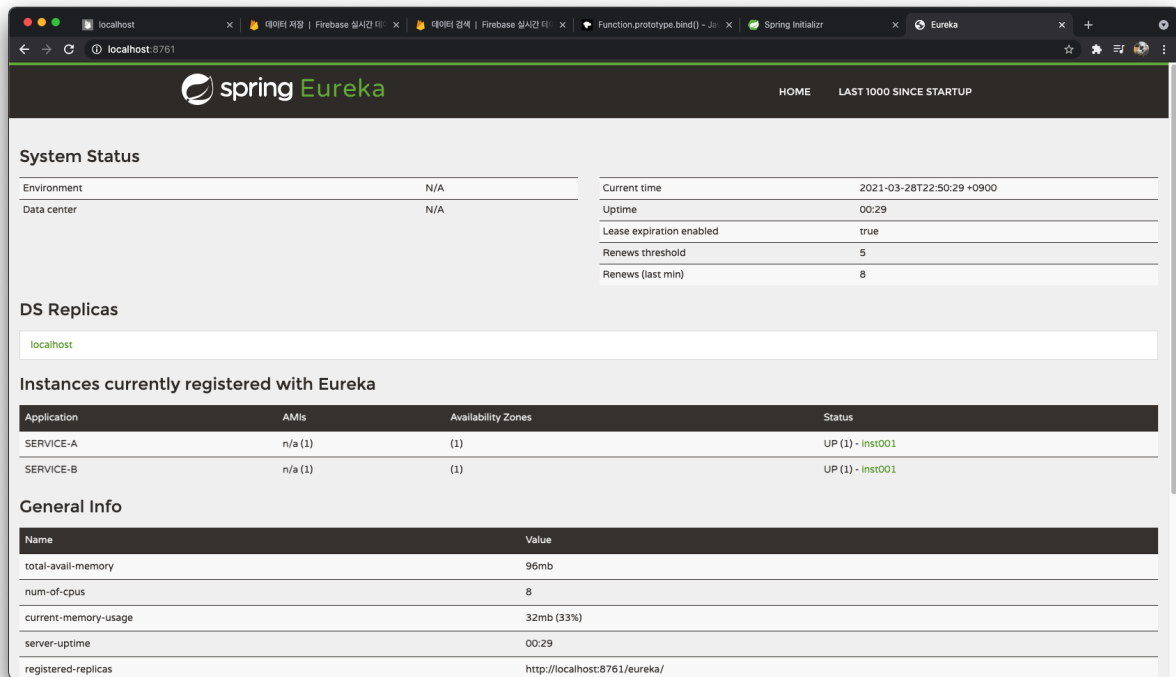 localhost
데이터 저장 | Firebase 실시간 데이
데이터 검색 | Firebase 실시간 데이
Function.prototype.bind() - Jav
Spring Initializr
Eureka
localhost:8761
spring Eureka
HOME LAST 1000 SINCE STARTUP
System Status
Environment N/A
Data center N/A
Current time 2021-03-28T22:50:29 +0900
Uptime 00:29
Lease expiration enabled true
Renews threshold 5
Renews (last min) 8
DS Replicas
localhost
Instances currently registered with Eureka
Application AMIs Availability Zones Status
SERVICE-A n/a (1) (1) UP (1) - inst001
SERVICE-B n/a (1) (1) UP (1) - inst001
General Info
Name Value
total-avail-memory 96mb
num-of-cpus 8
current-memory-usage 32mb (33%)
server-uptime 00:29
registered-replicas http://localhost:8761/eureka/